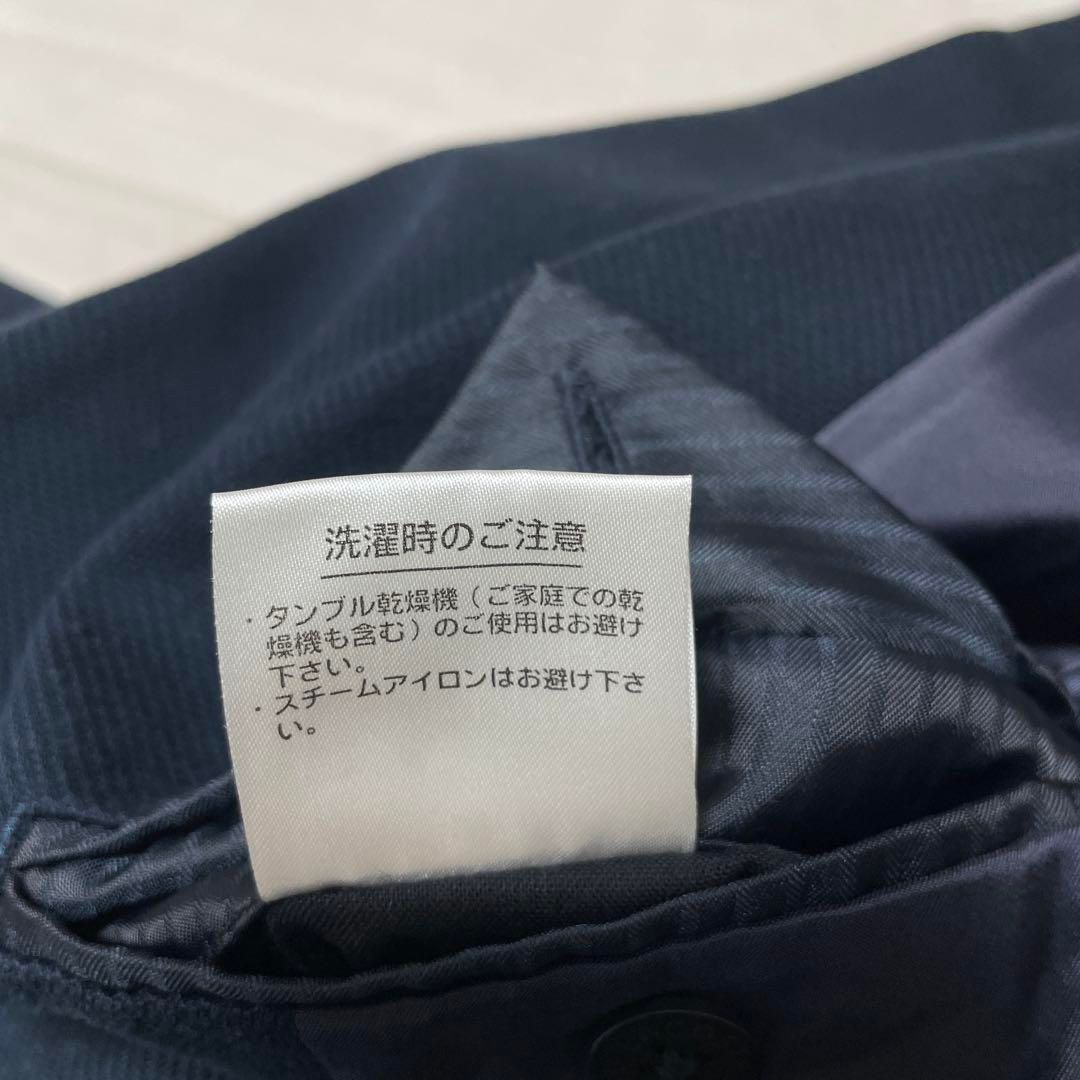 洗濯時のご注意
・タンブル乾燥機（ご家庭での乾
燥機も含む）のご使用はお避け
下さい。
・スチームアイロンはお避け下さ
い。